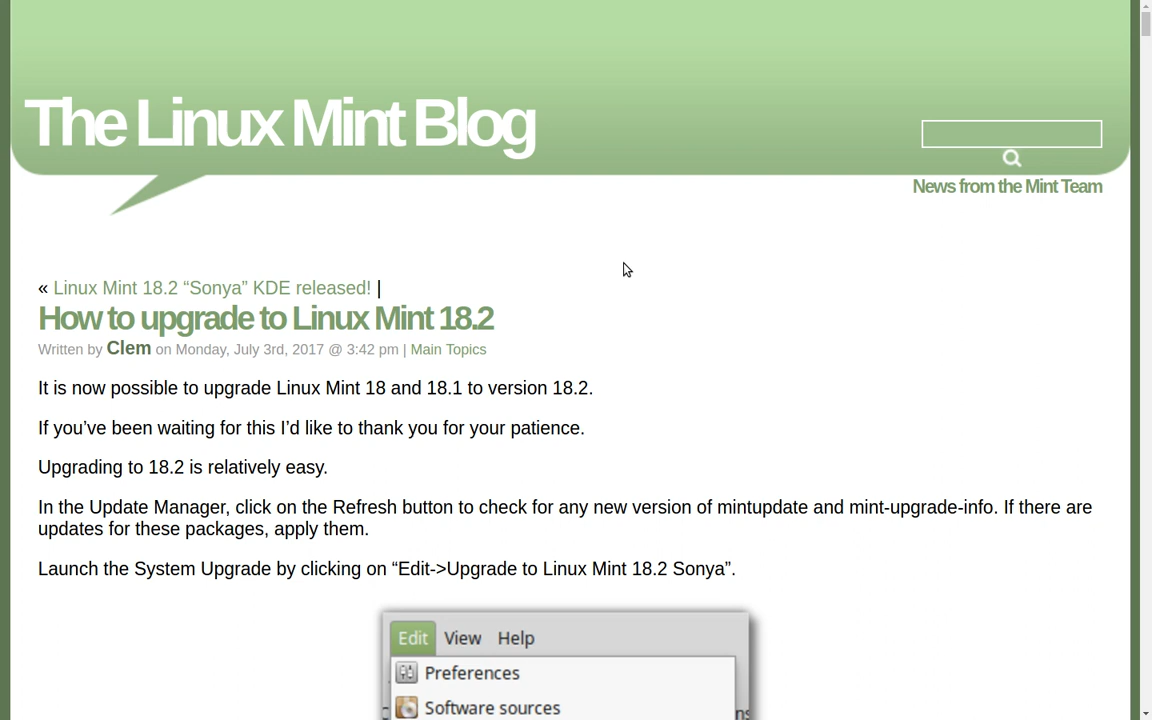 The Linux Mint Blog
News from the Mint Team
« Linux Mint 18.2 “Sonya” KDE released! |
How to upgrade to Linux Mint 18.2
Written by Clem on Monday, July 3rd, 2017 @ 3:42 pm | Main Topics
It is now possible to upgrade Linux Mint 18 and 18.1 to version 18.2.
If you’ve been waiting for this I’d like to thank you for your patience.
Upgrading to 18.2 is relatively easy.
In the Update Manager, click on the Refresh button to check for any new version of mintupdate and mint-upgrade-info. If there are
updates for these packages, apply them.
Launch the System Upgrade by clicking on “Edit->Upgrade to Linux Mint 18.2 Sonya”.
Edit View Help
Preferences
Software sources